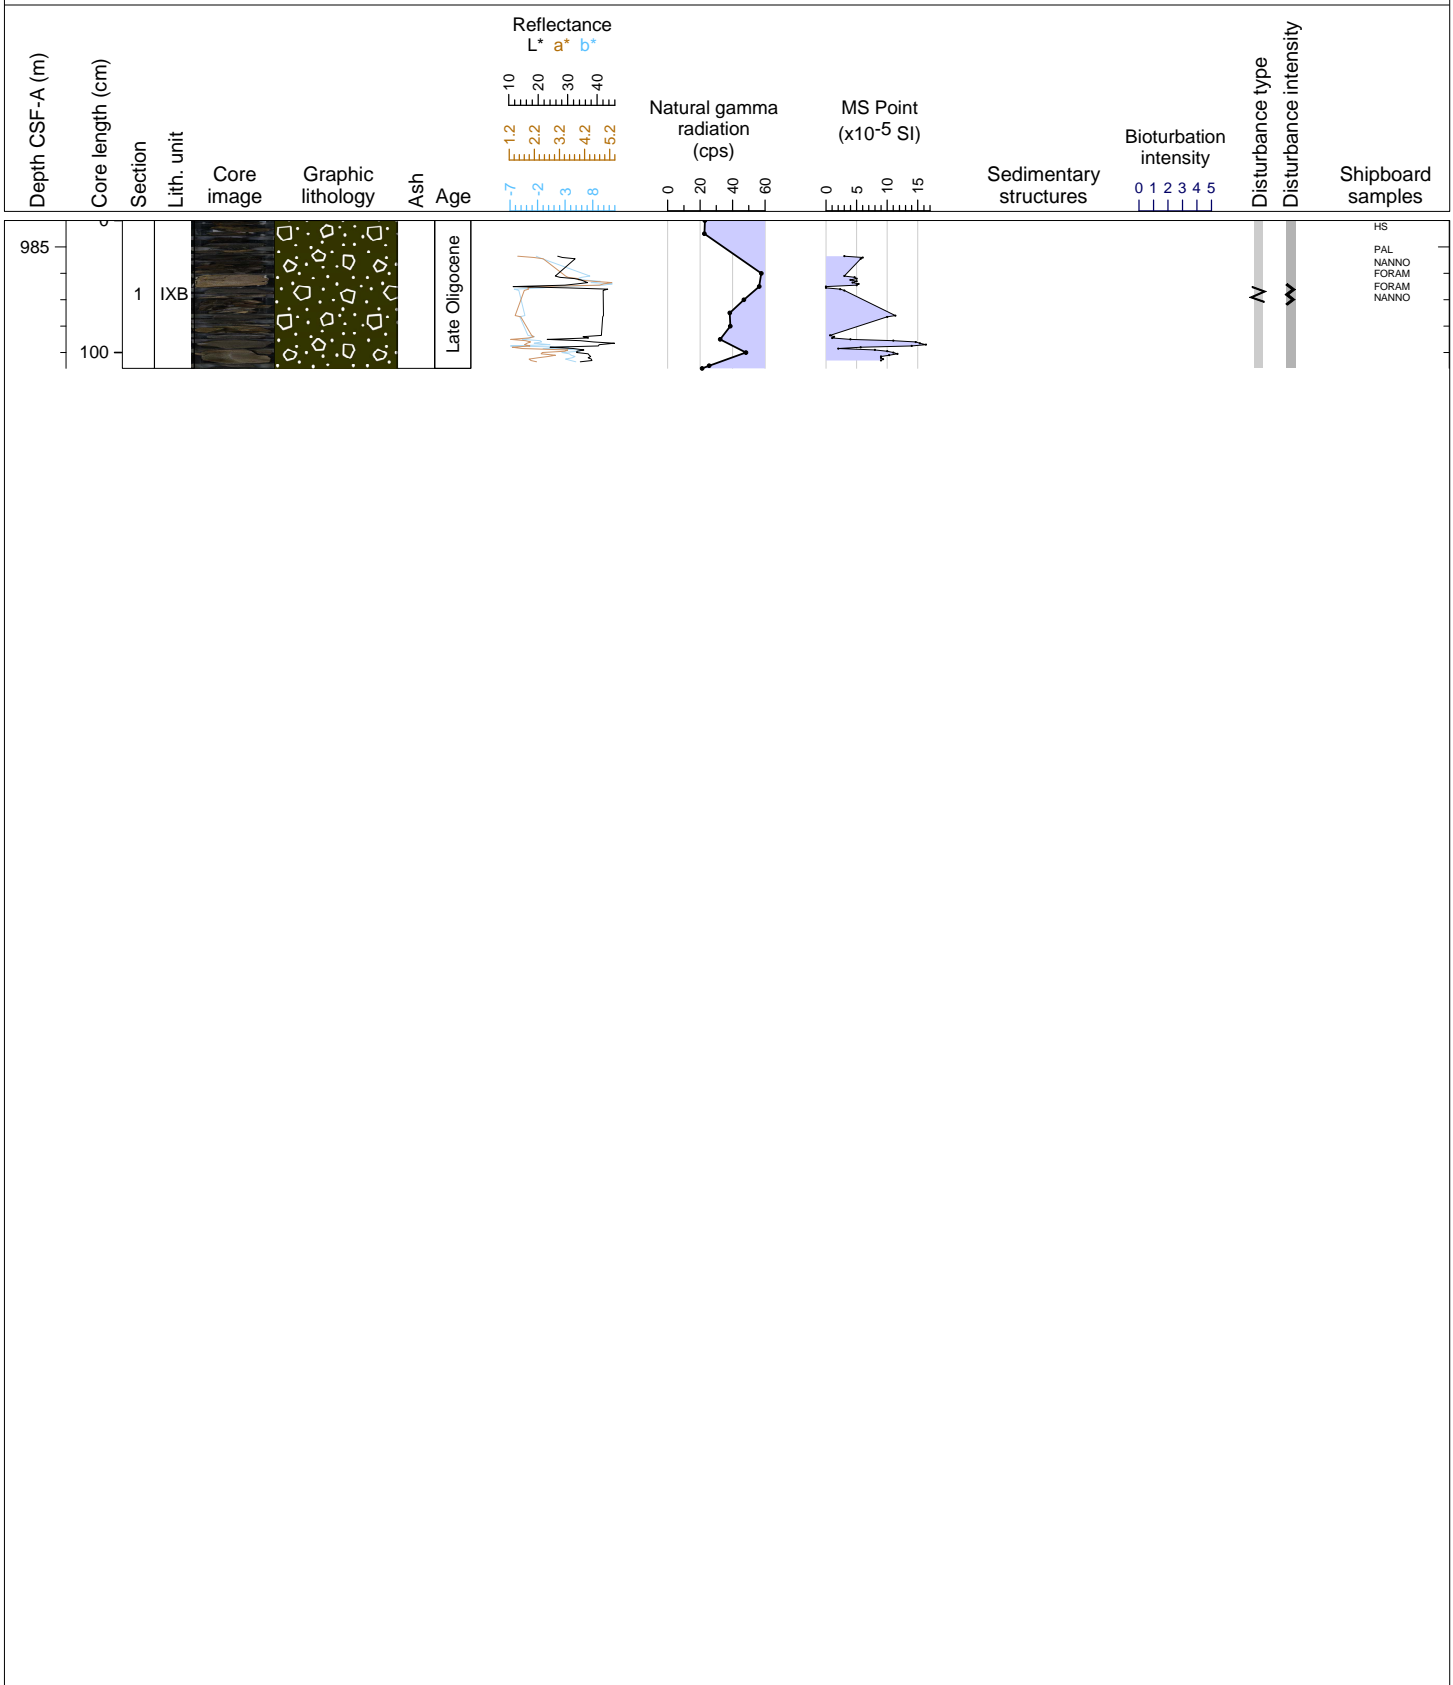 Depth CSF-A (m)
Core length (cm)
Section
Lith. unit
Core
image
Graphic
lithology
Ash
Age
Reflectance
L* a* b*
10 20 30 40
1.2 2.2 3.2 4.2 5.2
-7 -2 3 8
Natural gamma
radiation
(cps)
0 20 40 60
MS Point
(x10-5 SI)
0 5 10 15
Sedimentary
structures
Bioturbation
intensity
0 1 2 3 4 5
Disturbance type
Disturbance intensity
Shipboard
samples
985
0
100
1
IXB
Late Oligocene
HS
PAL
NANNO
FORAM
FORAM
NANNO